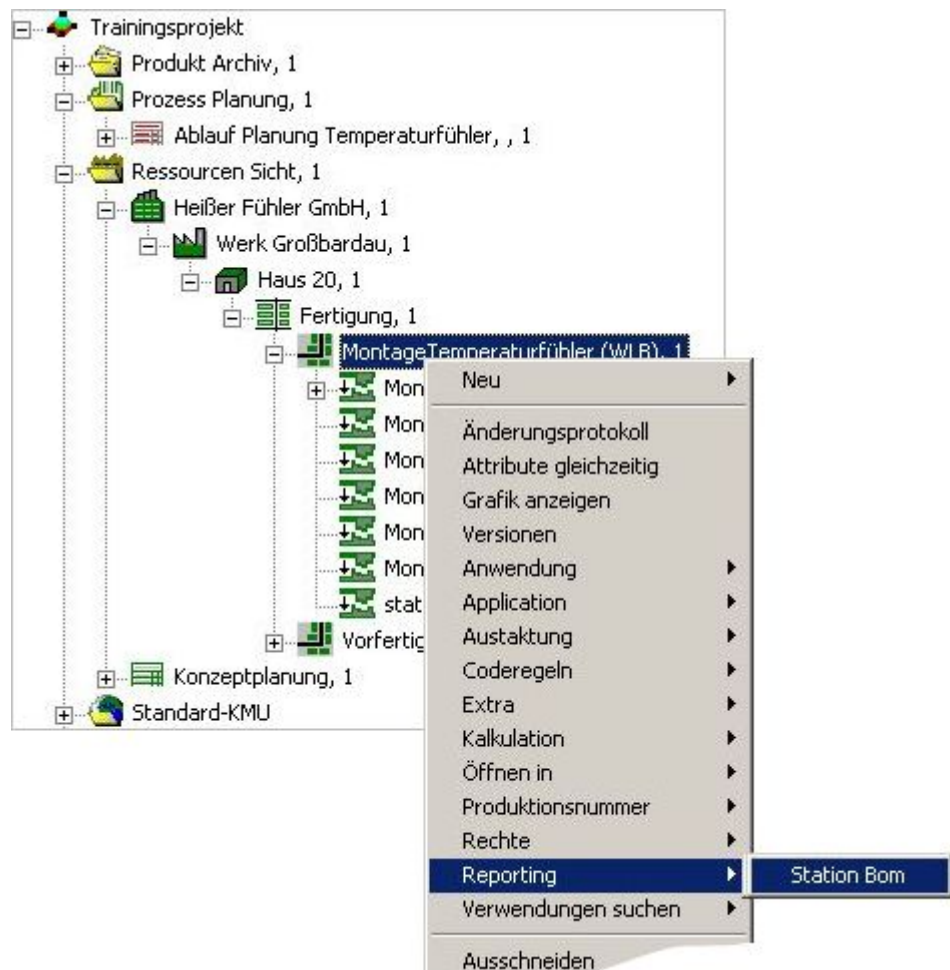 Trainingsprojekt
Produkt Archiv, 1
Prozess Planung, 1
Ablauf Planung Temperaturfühler, , 1
Ressourcen Sicht, 1
Heißer Fühler GmbH, 1
Werk Großbardau, 1
Haus 20, 1
Fertigung, 1
MontageTemperaturfühler (WLB), 1
Mon
Mon
Mon
Mon
Mon
Mon
stat
Vorfertig
Konzeptplanung, 1
Standard-KMU
Neu
Änderungsprotokoll
Attribute gleichzeitig
Grafik anzeigen
Versionen
Anwendung
Application
Austaktung
Coderegeln
Extra
Kalkulation
Öffnen in
Produktionsnummer
Rechte
Reporting
Station Bom
Verwendungen suchen
Ausschneiden